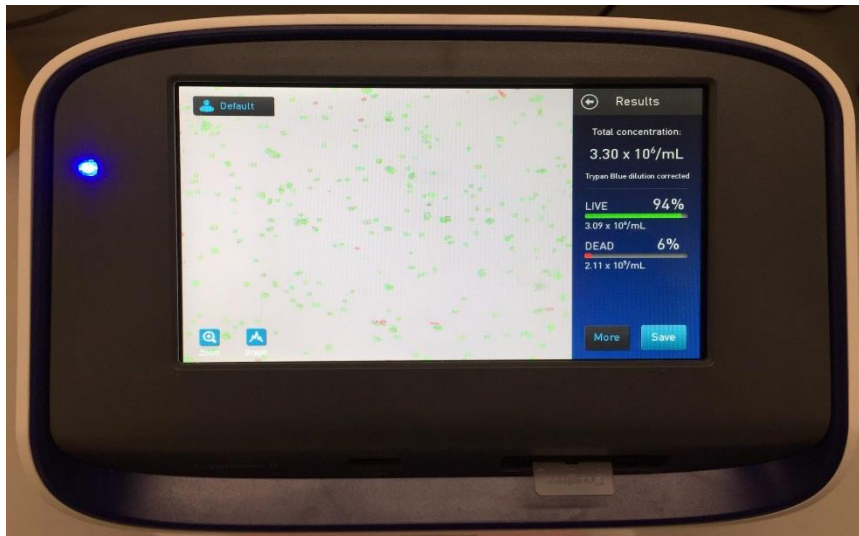 Default
Results
Total concentration:
3.30 x 10⁶/mL
Trypan Blue dilution corrected
LIVE 94%
3.09 x 10⁶/mL
DEAD 6%
2.11 x 10⁵/mL
Zoom
Graph
More
Save